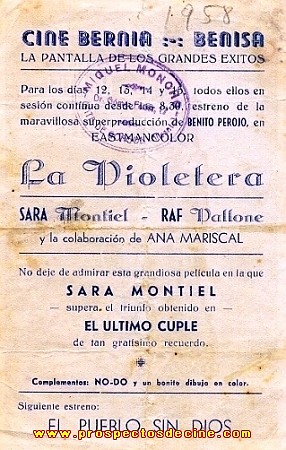 1958
CINE BERNIA :-: BENISA
LA PANTALLA DE LOS GRANDES EXITOS
MIQUEL MONON
Para los días 12, 13, 14 y todos ellos en
sesión contínua desde las 8,30, estreno de la
maravillosa superproducción de BENITO PEROJO, en
EASTMANCOLOR
La Violetera
SARA Montiel - RAF Vallone
y la colaboración de ANA MARISCAL
No deje de admirar esta grandiosa película en la que
SARA MONTIEL
— supera el triunfo obtenido en —
EL ULTIMO CUPLE
de tan gratísimo recuerdo.
Complementos: NO-DO y un bonito dibujo en color.
Siguiente estreno:
EL PUEBLO SIN DIOS
www.prospectosdecine.com